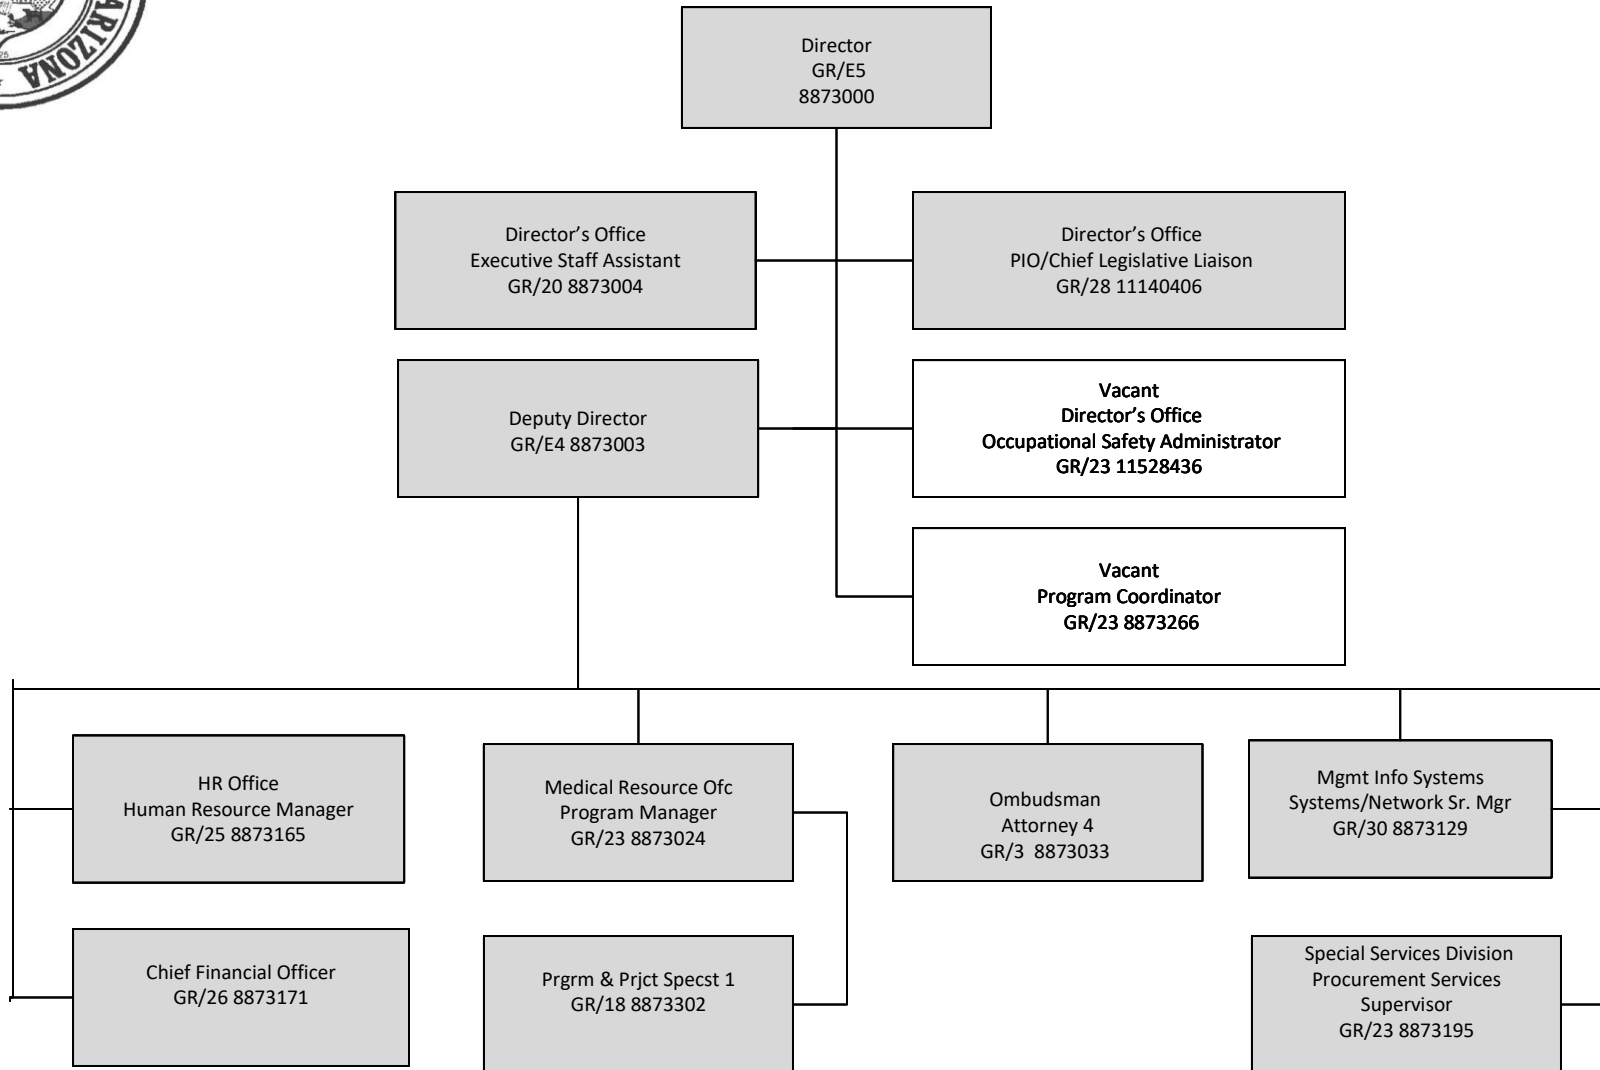 ARIZONA
Director
GR/E5
8873000
Director’s Office
Executive Staff Assistant
GR/20 8873004
Director’s Office
PIO/Chief Legislative Liaison
GR/28 11140406
Deputy Director
GR/E4 8873003
Vacant
Director’s Office
Occupational Safety Administrator
GR/23 11528436
Vacant
Program Coordinator
GR/23 8873266
HR Office
Human Resource Manager
GR/25 8873165
Medical Resource Ofc
Program Manager
GR/23 8873024
Ombudsman
Attorney 4
GR/3  8873033
Mgmt Info Systems
Systems/Network Sr. Mgr
GR/30 8873129
Chief Financial Officer
GR/26 8873171
Prgrm & Prjct Specst 1
GR/18 8873302
Special Services Division
Procurement Services
Supervisor
GR/23 8873195